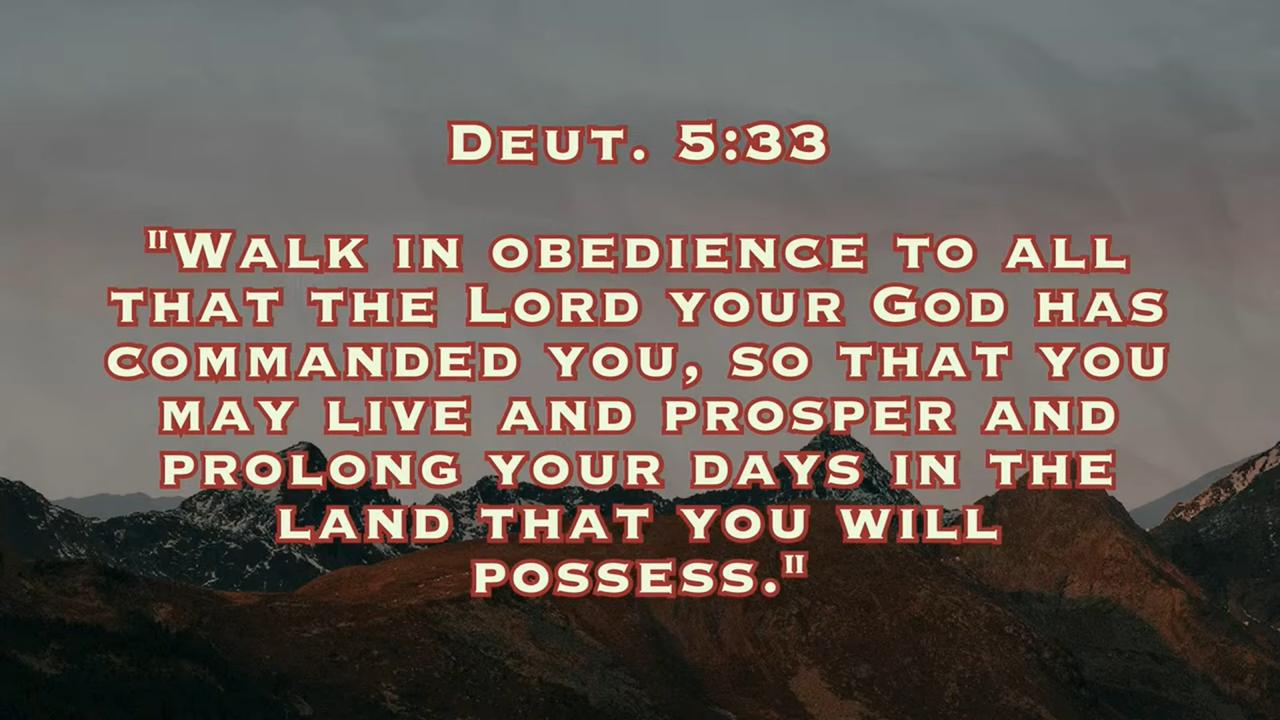 Deut. 5:33
"Walk in obedience to all
that the Lord your God has
commanded you, so that you
may live and prosper and
prolong your days in the
land that you will
possess."